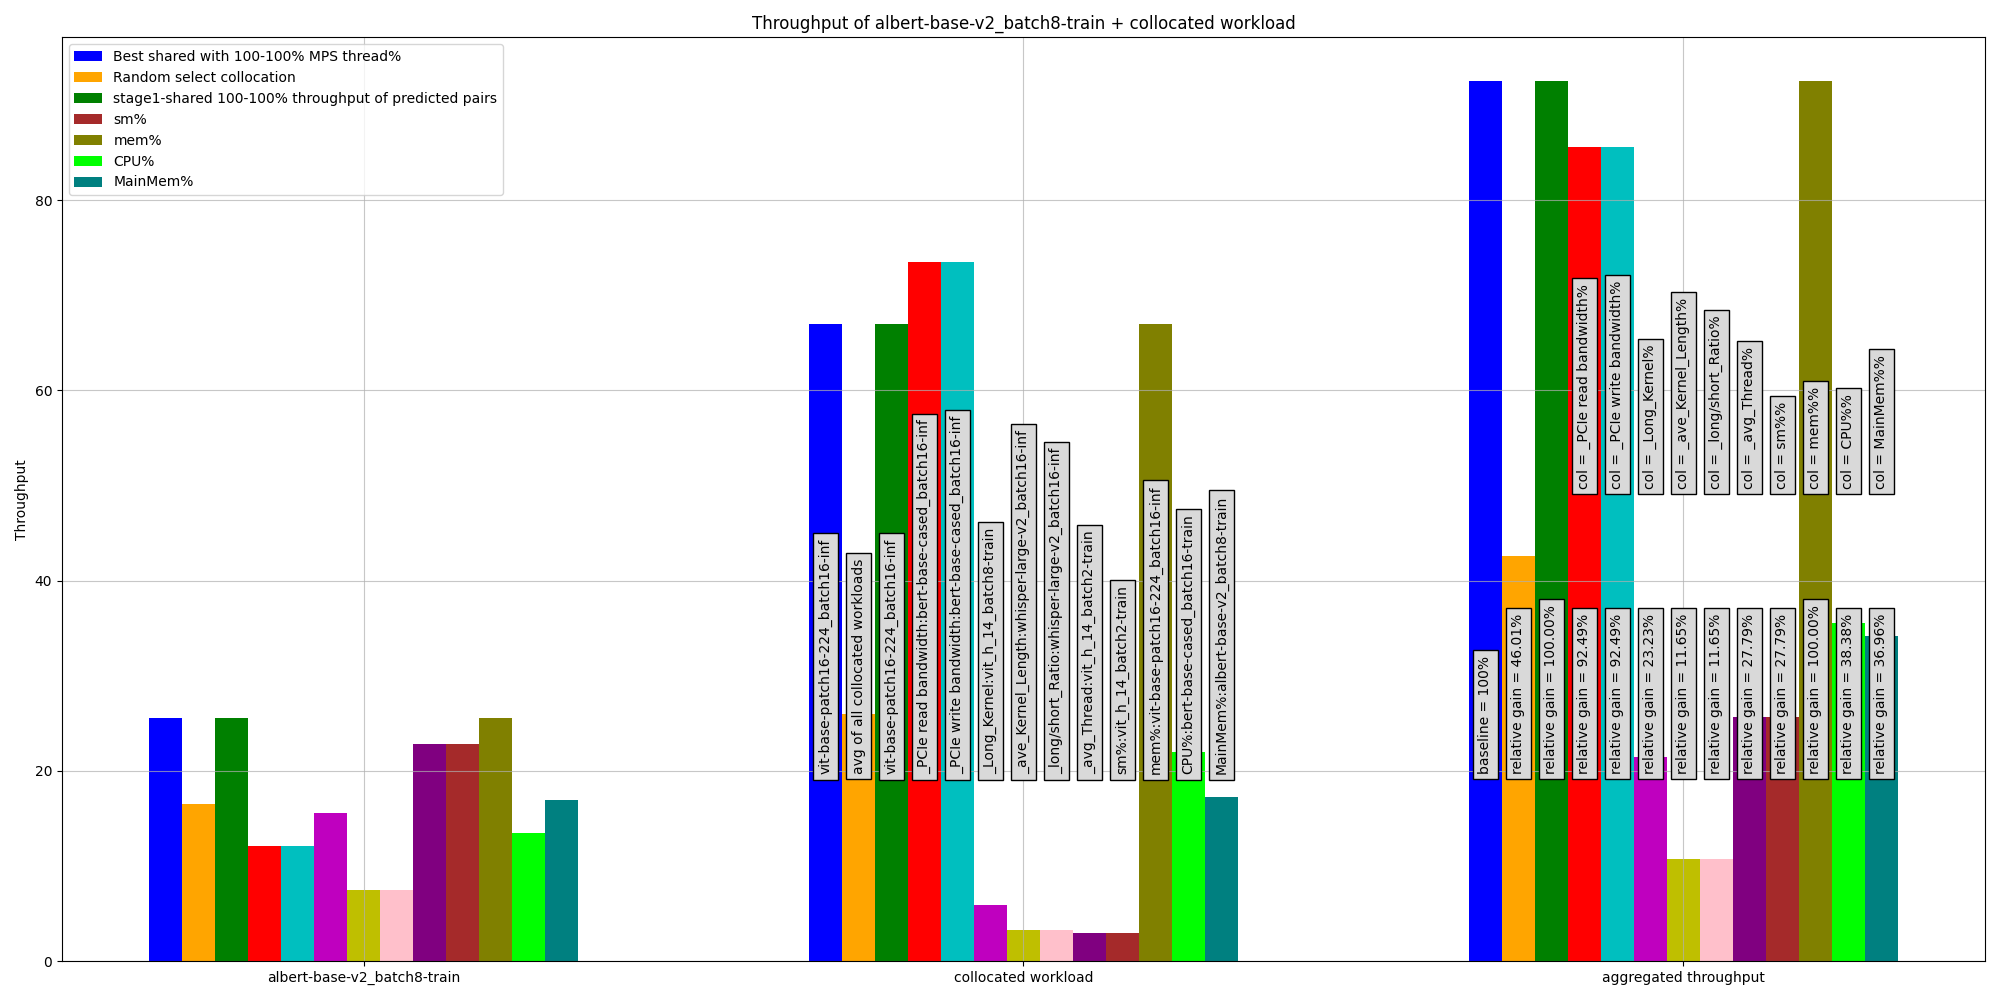 Throughput of albert-base-v2_batch8-train + collocated workload
Best shared with 100-100% MPS thread%
Random select collocation
stage1-shared 100-100% throughput of predicted pairs
sm%
mem%
CPU%
MainMem%
Throughput
80
60
40
20
0
vit-base-patch16-224_batch16-inf
avg of all collocated workloads
vit-base-patch16-224_batch16-inf
_PCIe read bandwidth:bert-base-cased_batch16-inf
_PCIe write bandwidth:bert-base-cased_batch16-inf
_Long_Kernel:vit_h_14_batch8-train
_ave_Kernel_Length:whisper-large-v2_batch16-inf
_long/short_Ratio:whisper-large-v2_batch16-inf
_avg_Thread:vit_h_14_batch2-train
sm%:vit_h_14_batch2-train
mem%:vit-base-patch16-224_batch16-inf
CPU%:bert-base-cased_batch16-train
MainMem%:albert-base-v2_batch8-train
col = _PCIe read bandwidth%
col = _PCIe write bandwidth%
col = _Long_Kernel%
col = _ave_Kernel_Length%
col = _long/short_Ratio%
col = _avg_Thread%
col = sm%%
col = mem%%
col = CPU%%
col = MainMem%%
baseline = 100%
relative gain = 46.01%
relative gain = 100.00%
relative gain = 92.49%
relative gain = 92.49%
relative gain = 23.23%
relative gain = 11.65%
relative gain = 11.65%
relative gain = 27.79%
relative gain = 27.79%
relative gain = 100.00%
relative gain = 38.38%
relative gain = 36.96%
albert-base-v2_batch8-train
collocated workload
aggregated throughput